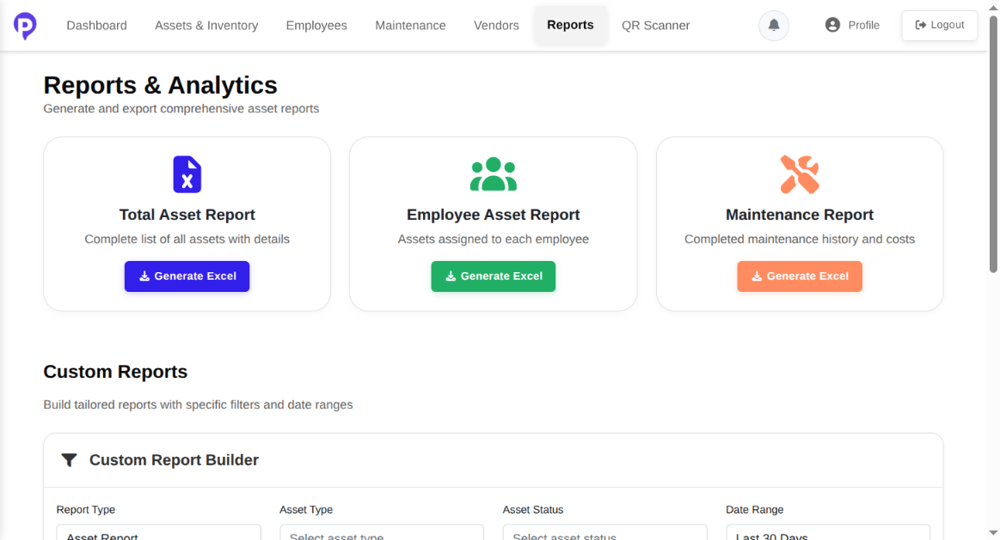 Dashboard Assets & Inventory Employees Maintenance Vendors Reports QR Scanner Profile Logout
Reports & Analytics
Generate and export comprehensive asset reports
Total Asset Report
Complete list of all assets with details
Generate Excel
Employee Asset Report
Assets assigned to each employee
Generate Excel
Maintenance Report
Completed maintenance history and costs
Generate Excel
Custom Reports
Build tailored reports with specific filters and date ranges
Custom Report Builder
Report Type Asset Type Asset Status Date Range
Asset Report Select asset type Select asset status Last 30 Days